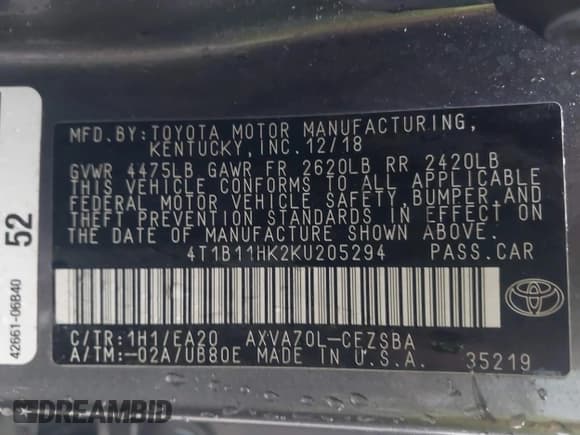 MFD.BY:TOYOTA MOTOR MANUFACTURING,
KENTUCKY, INC.12/18
GVWR 4475LB GAWR FR 2620LB RR 2420LB
THIS VEHICLE CONFORMS TO ALL APPLICABLE
FEDERAL MOTOR VEHICLE SAFETY,BUMPER,AND
THEFT PREVENTION STANDARDS IN EFFECT ON
THE DATE OF MANUFACTURE SHOWN ABOVE.
4T1B11HK2KU205294 PASS.CAR
C/TR:1H1/EA20 AXVA70L-CEZSBA
A/TM:-02A/UB80E MADE IN U.S.A. 35219
TOYOTA
52
42661-06B40
DREAMBID